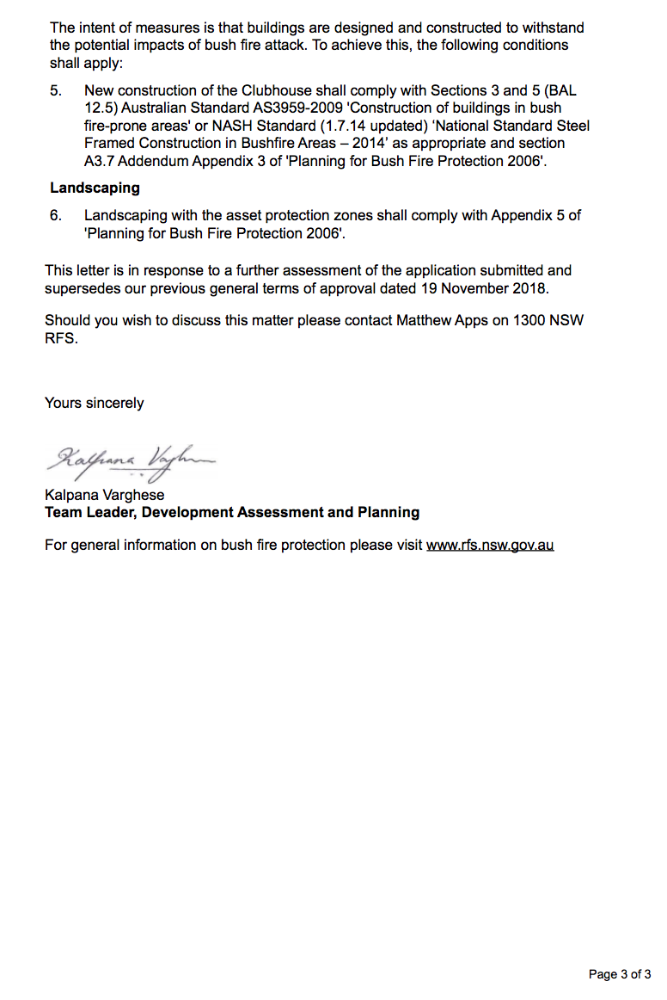 The intent of measures is that buildings are designed and constructed to withstand
the potential impacts of bush fire attack. To achieve this, the following conditions
shall apply:
5. New construction of the Clubhouse shall comply with Sections 3 and 5 (BAL
12.5) Australian Standard AS3959-2009 'Construction of buildings in bush
fire-prone areas' or NASH Standard (1.7.14 updated) 'National Standard Steel
Framed Construction in Bushfire Areas – 2014’ as appropriate and section
A3.7 Addendum Appendix 3 of 'Planning for Bush Fire Protection 2006'.
Landscaping
6. Landscaping with the asset protection zones shall comply with Appendix 5 of
'Planning for Bush Fire Protection 2006'.
This letter is in response to a further assessment of the application submitted and
supersedes our previous general terms of approval dated 19 November 2018.
Should you wish to discuss this matter please contact Matthew Apps on 1300 NSW
RFS.
Yours sincerely
Kalpana Varghese
Team Leader, Development Assessment and Planning
For general information on bush fire protection please visit www.rfs.nsw.gov.au
Page 3 of 3